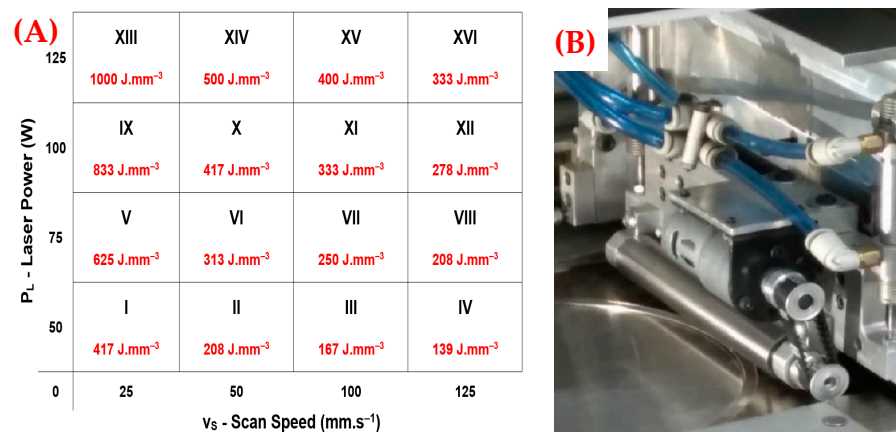 (A)
XIII XIV XV XVI
125
1000 J.mm⁻³ 500 J.mm⁻³ 400 J.mm⁻³ 333 J.mm⁻³
IX X XI XII
100
833 J.mm⁻³ 417 J.mm⁻³ 333 J.mm⁻³ 278 J.mm⁻³
V VI VII VIII
75
625 J.mm⁻³ 313 J.mm⁻³ 250 J.mm⁻³ 208 J.mm⁻³
I II III IV
50
417 J.mm⁻³ 208 J.mm⁻³ 167 J.mm⁻³ 139 J.mm⁻³
0 25 50 100 125
P_L - Laser Power (W)
v_S - Scan Speed (mm.s⁻¹)
(B)